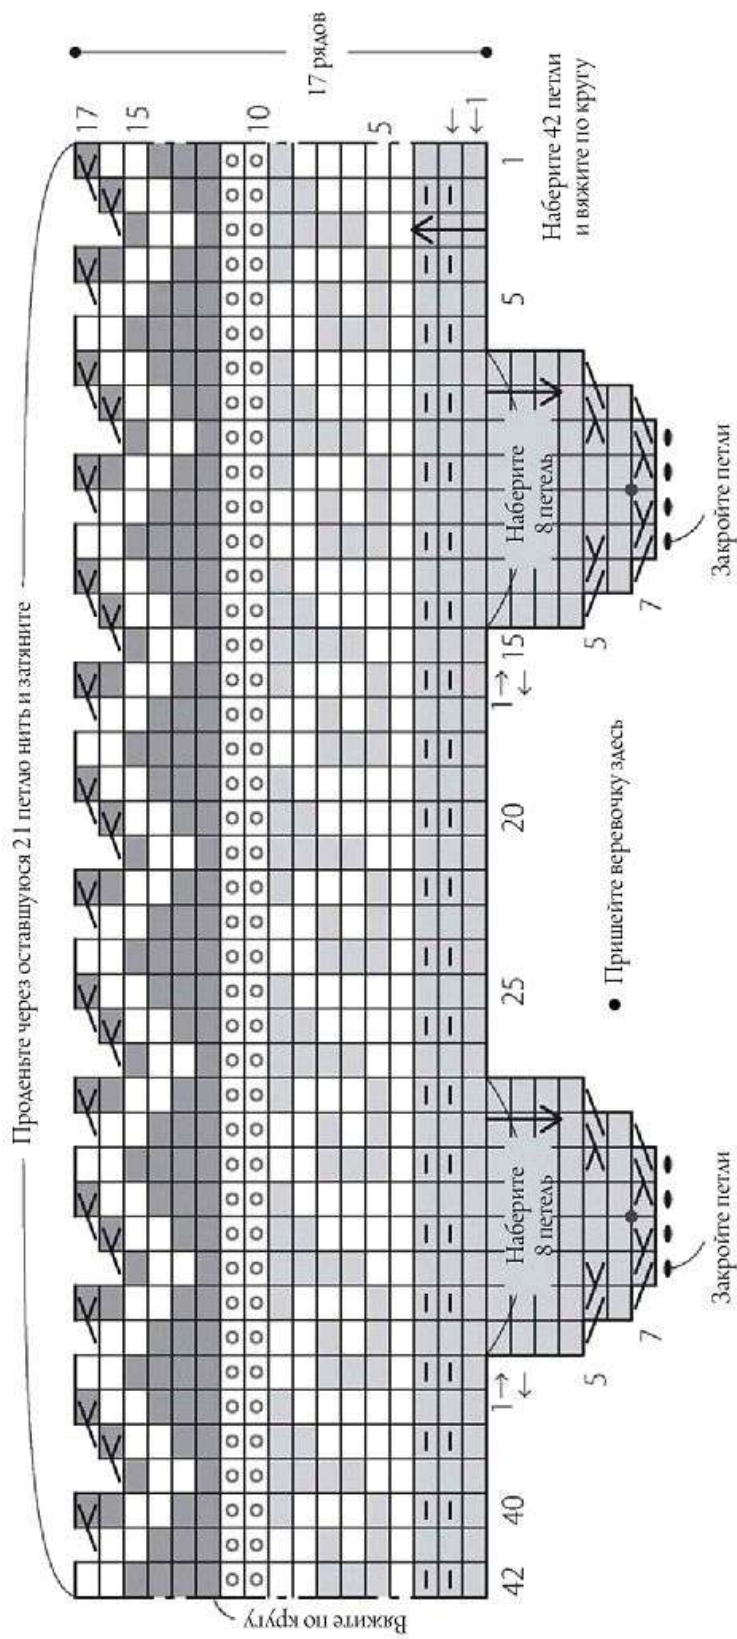 Проденьте через оставшуюся 21 петлю нить и затяните
17 рядов
17
15
10
5
←
←1
Наберите 42 петли
и вяжите по кругу
Вяжите по кругу
42
40
25
20
15
5
1
Наберите
8 петель
Наберите
8 петель
1→
←
1→
←
5
7
5
7
Закройте петли
Закройте петли
● Пришейте веревочку здесь